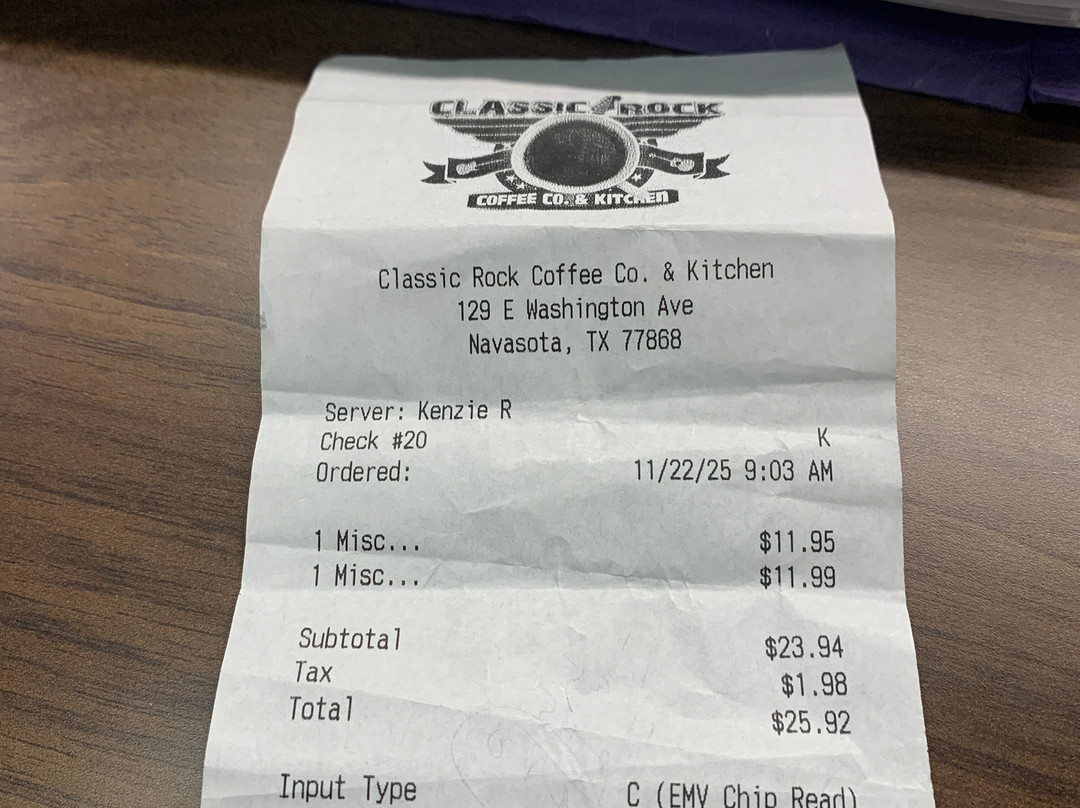 CLASSIC ROCK
COFFEE CO. & KITCHEN
Classic Rock Coffee Co. & Kitchen
129 E Washington Ave
Navasota, TX 77868
Server: Kenzie R
Check #20 K
Ordered: 11/22/25 9:03 AM
1 Misc... $11.95
1 Misc... $11.99
Subtotal $23.94
Tax $1.98
Total $25.92
Input Type C (EMV Chip Read)